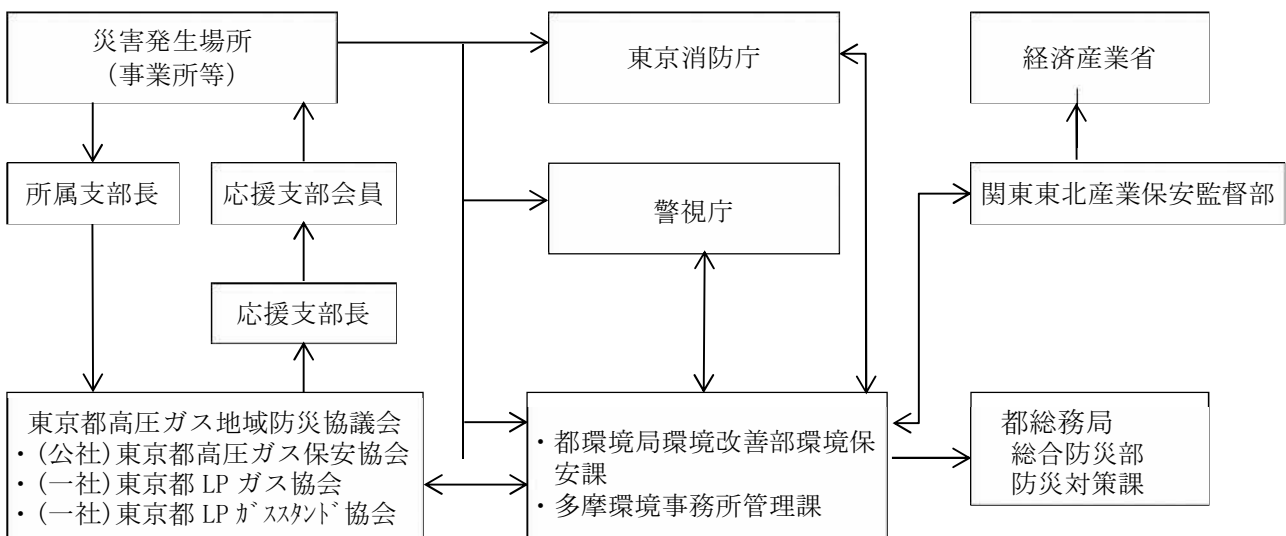 災害発生場所
（事業所等）
東京消防庁
経済産業省
所属支部長
応援支部会員
警視庁
関東東北産業保安監督部
応援支部長
東京都高圧ガス地域防災協議会
・(公社)東京都高圧ガス保安協会
・(一社)東京都 LP ガス協会
・(一社)東京都 LP ｶﾞｽｽﾀﾝﾄﾞ協会
・都環境局環境改善部環境保
安課
・多摩環境事務所管理課
都総務局
総合防災部
防災対策課